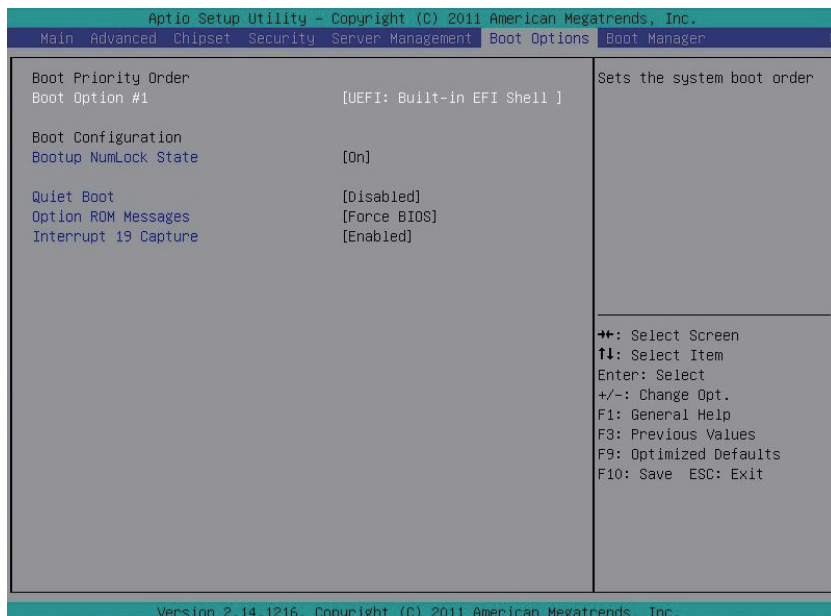 Aptio Setup Utility – Copyright (C) 2011 American Megatrends, Inc.
Main Advanced Chipset Security Server Management Boot Options Boot Manager
Boot Priority Order
Boot Option #1 [UEFI: Built-in EFI Shell ]
Boot Configuration
Bootup NumLock State [On]
Quiet Boot [Disabled]
Option ROM Messages [Force BIOS]
Interrupt 19 Capture [Enabled]
Sets the system boot order
→←: Select Screen
↑↓: Select Item
Enter: Select
+/-: Change Opt.
F1: General Help
F3: Previous Values
F9: Optimized Defaults
F10: Save ESC: Exit
Version 2.14.1216. Copyright (C) 2011 American Megatrends, Inc.